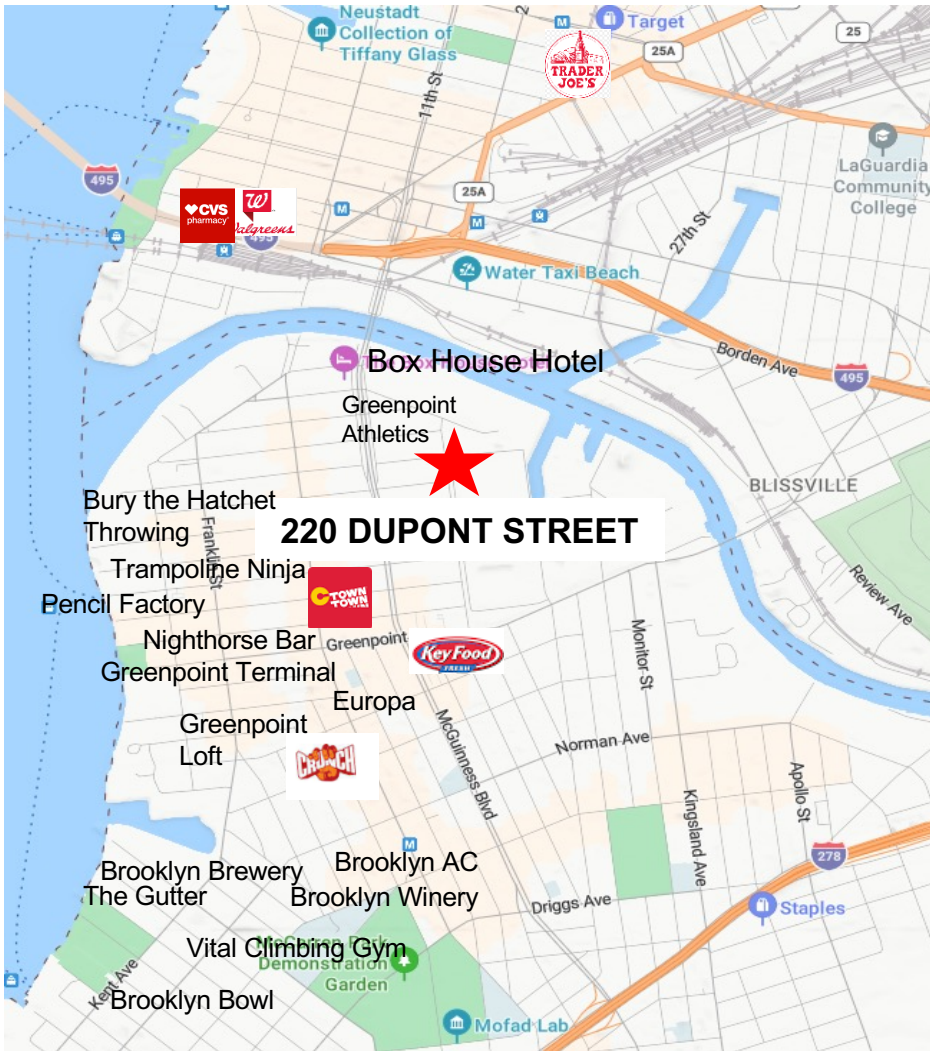 Neustadt
Collection of
Tiffany Glass
2
M
Target
25
25A
TRADER
JOE'S
11th St
495
LaGuardia
Community
College
25A
CVS
pharmacy
W
Walgreens
495
M
M
27th St
Water Taxi Beach
Borden Ave
495
Box House Hotel
Greenpoint
Athletics
BLISSVILLE
Bury the Hatchet
Throwing
220 DUPONT STREET
Franklin St
Trampoline Ninja
Pencil Factory
C TOWN
TOWN
Review Ave
Nighthorse Bar
Greenpoint
Key Food
FRESH
Monitor St
Greenpoint Terminal
Europa
Greenpoint
Loft
McGuinness Blvd
Norman Ave
CRUNCH
Apollo St
Kingsland Ave
M
278
Brooklyn AC
Brooklyn Brewery
The Gutter
Brooklyn Winery
Driggs Ave
Staples
Vital Climbing Gym
McCarren Park
Demonstration
Garden
Kent Ave
Brooklyn Bowl
Mofad Lab